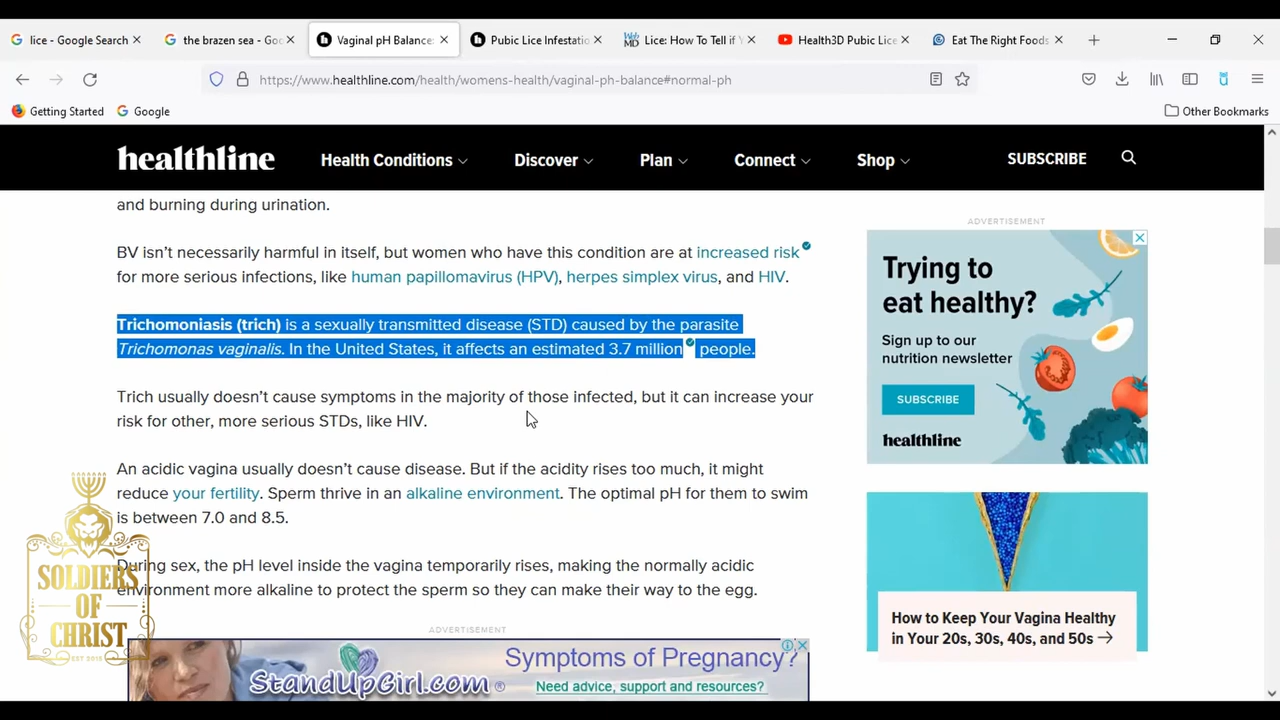 lice - Google Search
the brazen sea - Goo
Vaginal pH Balance:
Pubic Lice Infestatio
WebMD
Lice: How To Tell if Y
Health3D Pubic Lice
Eat The Right Foods
https://www.healthline.com/health/womens-health/vaginal-ph-balance#normal-ph
Getting Started
Google
Other Bookmarks
healthline
Health Conditions
Discover
Plan
Connect
Shop
SUBSCRIBE
and burning during urination.
BV isn’t necessarily harmful in itself, but women who have this condition are at increased risk
for more serious infections, like human papillomavirus (HPV), herpes simplex virus, and HIV.
Trichomoniasis (trich) is a sexually transmitted disease (STD) caused by the parasite
Trichomonas vaginalis. In the United States, it affects an estimated 3.7 million people.
Trich usually doesn’t cause symptoms in the majority of those infected, but it can increase your
risk for other, more serious STDs, like HIV.
An acidic vagina usually doesn’t cause disease. But if the acidity rises too much, it might
reduce your fertility. Sperm thrive in an alkaline environment. The optimal pH for them to swim
is between 7.0 and 8.5.
During sex, the pH level inside the vagina temporarily rises, making the normally acidic
environment more alkaline to protect the sperm so they can make their way to the egg.
ADVERTISEMENT
Symptoms of Pregnancy?
StandUpGirl.com ®
Need advice, support and resources?
ADVERTISEMENT
Trying to
eat healthy?
Sign up to our
nutrition newsletter
SUBSCRIBE
healthline
How to Keep Your Vagina Healthy
in Your 20s, 30s, 40s, and 50s
SOLDIERS
OF
CHRIST